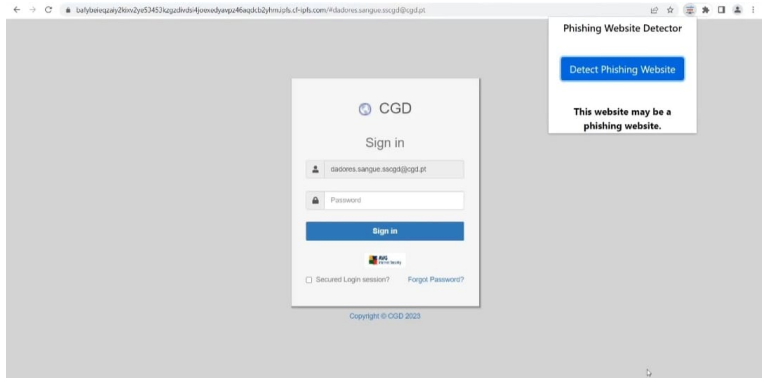 bafybeieqzaiy2kixv2ye53453kzgzdivdsi4joexedyavpz46aqdcb2yhm.ipfs.cf-ipfs.com/#dadores.sangue.sscgd@cgd.pt
Phishing Website Detector
Detect Phishing Website
This website may be a
phishing website.
CGD
Sign in
dadores.sangue.sscgd@cgd.pt
Password
Sign in
AVG
Secured Login session? Forgot Password?
Copyright © CGD 2023